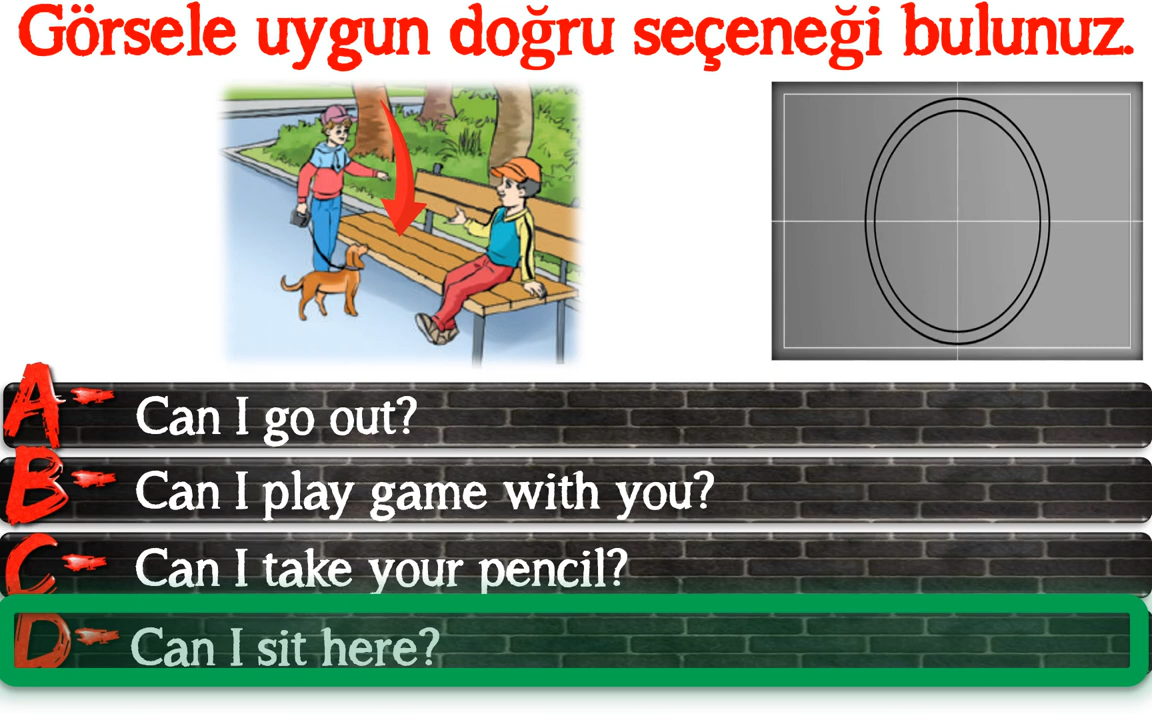 Görsele uygun doğru seçeneği bulunuz.
A- Can I go out?
B- Can I play game with you?
C- Can I take your pencil?
D- Can I sit here?